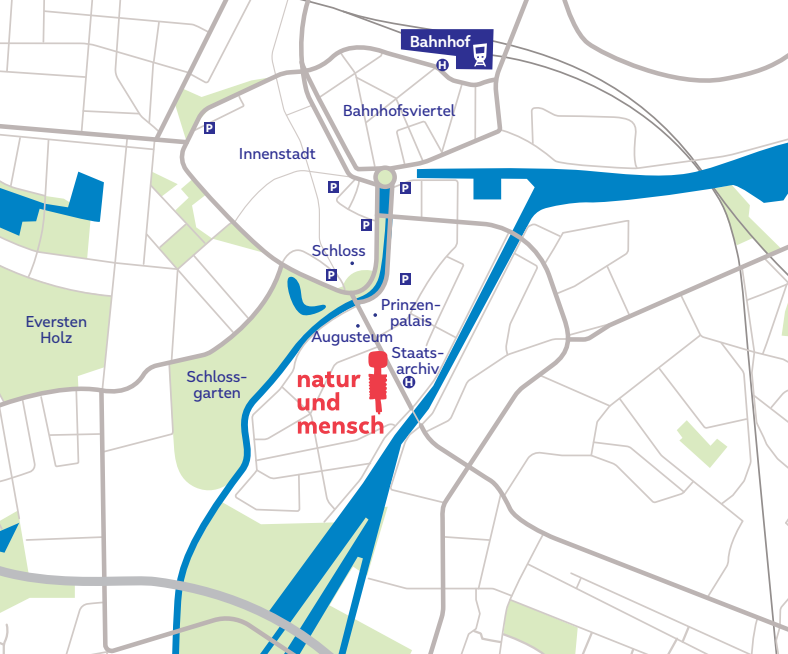 Bahnhof
H
Bahnhofsviertel
P
Innenstadt
P
P
P
Schloss
P
P
Prinzen-
palais
Eversten
Holz
Augusteum
Staats-
archiv
H
Schloss-
garten
natur
und
mensch